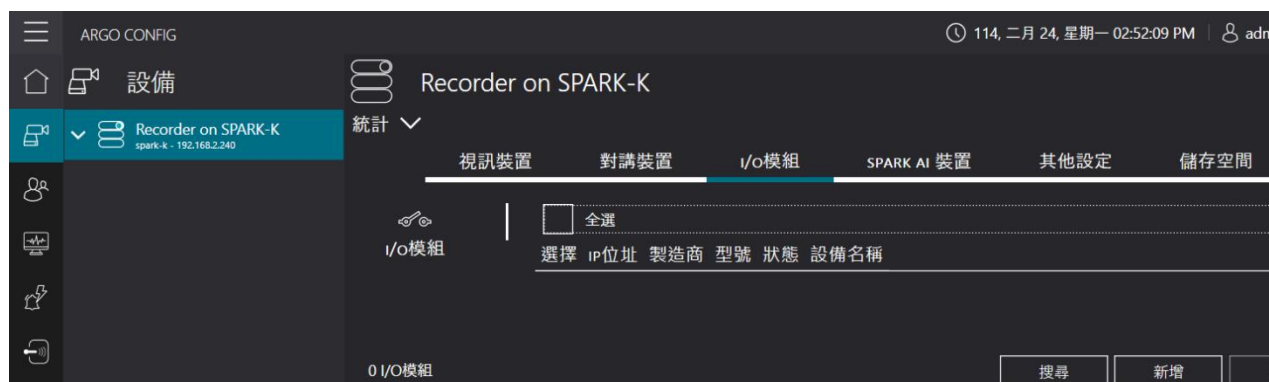 ARGO CONFIG
114, 二月 24, 星期一 02:52:09 PM
設備
Recorder on SPARK-K
Recorder on SPARK-K
spark-k - 192.168.2.240
統計
視訊裝置 對講裝置 I/O模組 SPARK AI 裝置 其他設定 儲存空間
全選
I/O模組
選擇 IP位址 製造商 型號 狀態 設備名稱
0 I/O模組
搜尋 新增